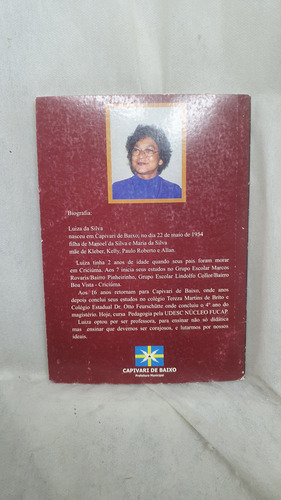 Biografia:
Luiza da Silva
nasceu em Capivari de Baixo, no dia 22 de maio de 1954
filha de Manoel da Silva e Maria da Silva
mãe de Kleber, Kelly, Paulo Roberto e Allan.
Luiza tinha 2 anos de idade quando seus pais foram morar
em Criciúma. Aos 7 inicia seus estudos no Grupo Escolar Marcos
Rovaris/Bairro Pinheirinho, Grupo Escolar Lindolfo Collor/Bairro
Boa Vista - Criciúma.
Aos 16 anos retornam para Capivari de Baixo, onde anos
depois conclui seus estudos no colégio Tereza Martins de Brito e
Colégio Estadual Dr. Otto Feuerschütte onde concluiu o 4º ano do
magistério. Hoje, cursa Pedagogia pela UDESC NÚCLEO FUCAP.
Luiza optou por ser professora, para ensinar não só didática
mas ensinar que devemos ser corajosos, e lutarmos por nossos
ideais.
CAPIVARI DE BAIXO
Prefeitura Municipal